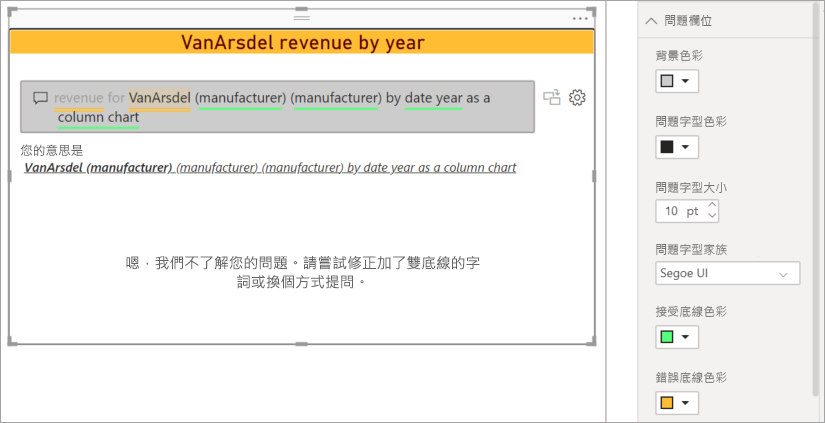 VanArsdel revenue by year
revenue for VanArsdel (manufacturer) (manufacturer) by date year as a
column chart
您的意思是
VanArsdel (manufacturer) (manufacturer) (manufacturer) by date year as a column chart
嗯，我們不了解您的問題。請嘗試修正加了雙底線的字
詞或換個方式提問。
問題欄位
背景色彩
問題字型色彩
問題字型大小
10 pt
問題字型家族
Segoe UI
接受底線色彩
錯誤底線色彩